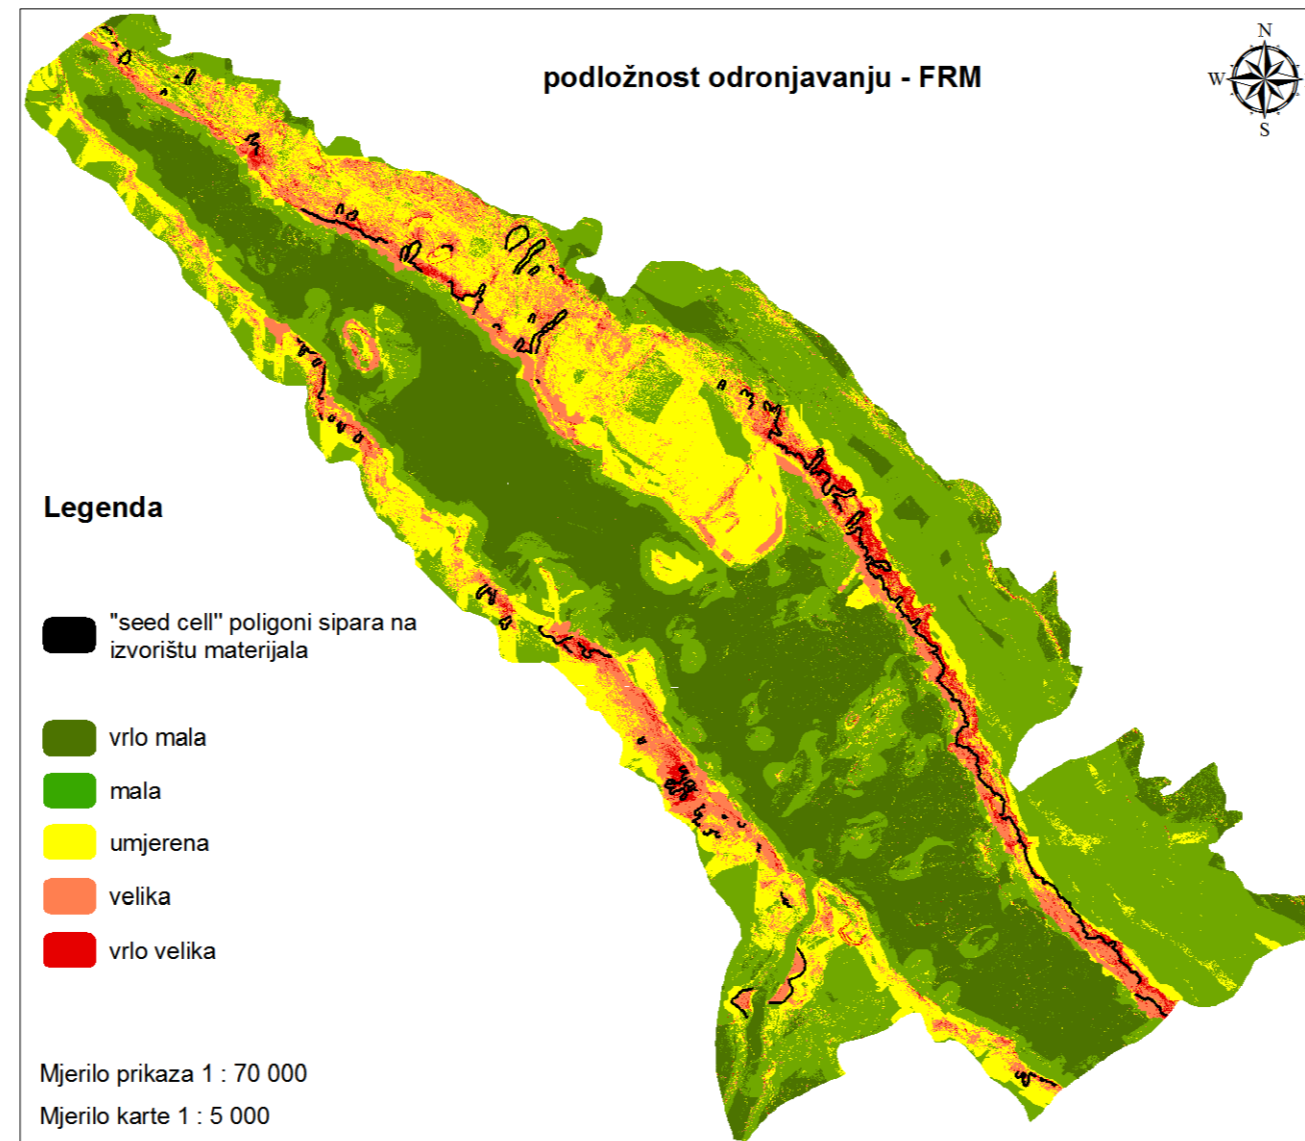 podložnost odronjavanju - FRM
N
W
S
Legenda
"seed cell" poligoni sipara na
izvorištu materijala
vrlo mala
mala
umjerena
velika
vrlo velika
Mjerilo prikaza 1 : 70 000
Mjerilo karte 1 : 5 000